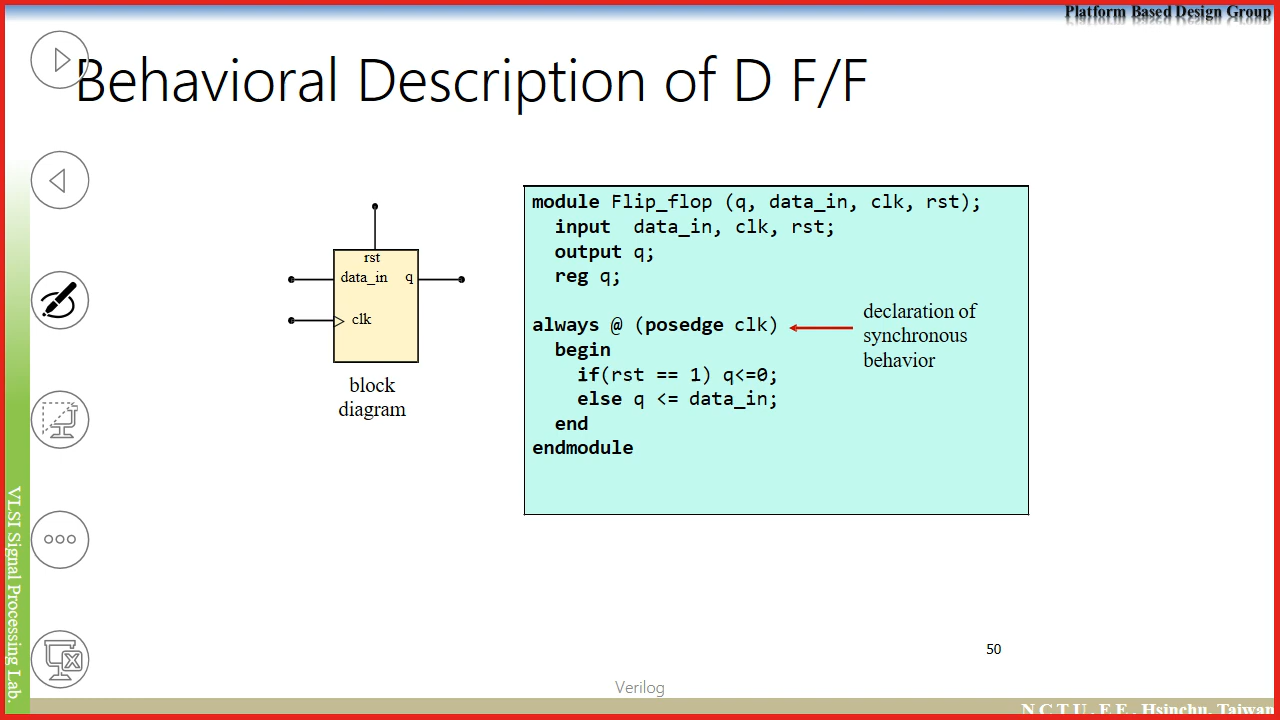 Platform Based Design Group
Behavioral Description of D F/F
rst
data_in q
clk
block
diagram
module Flip_flop (q, data_in, clk, rst);
input data_in, clk, rst;
output q;
reg q;
always @ (posedge clk)
begin
if(rst == 1) q<=0;
else q <= data_in;
end
endmodule
declaration of
synchronous
behavior
VLSI Signal Processing Lab.
50
Verilog
N C T U. E E. Hsinchu, Taiwan